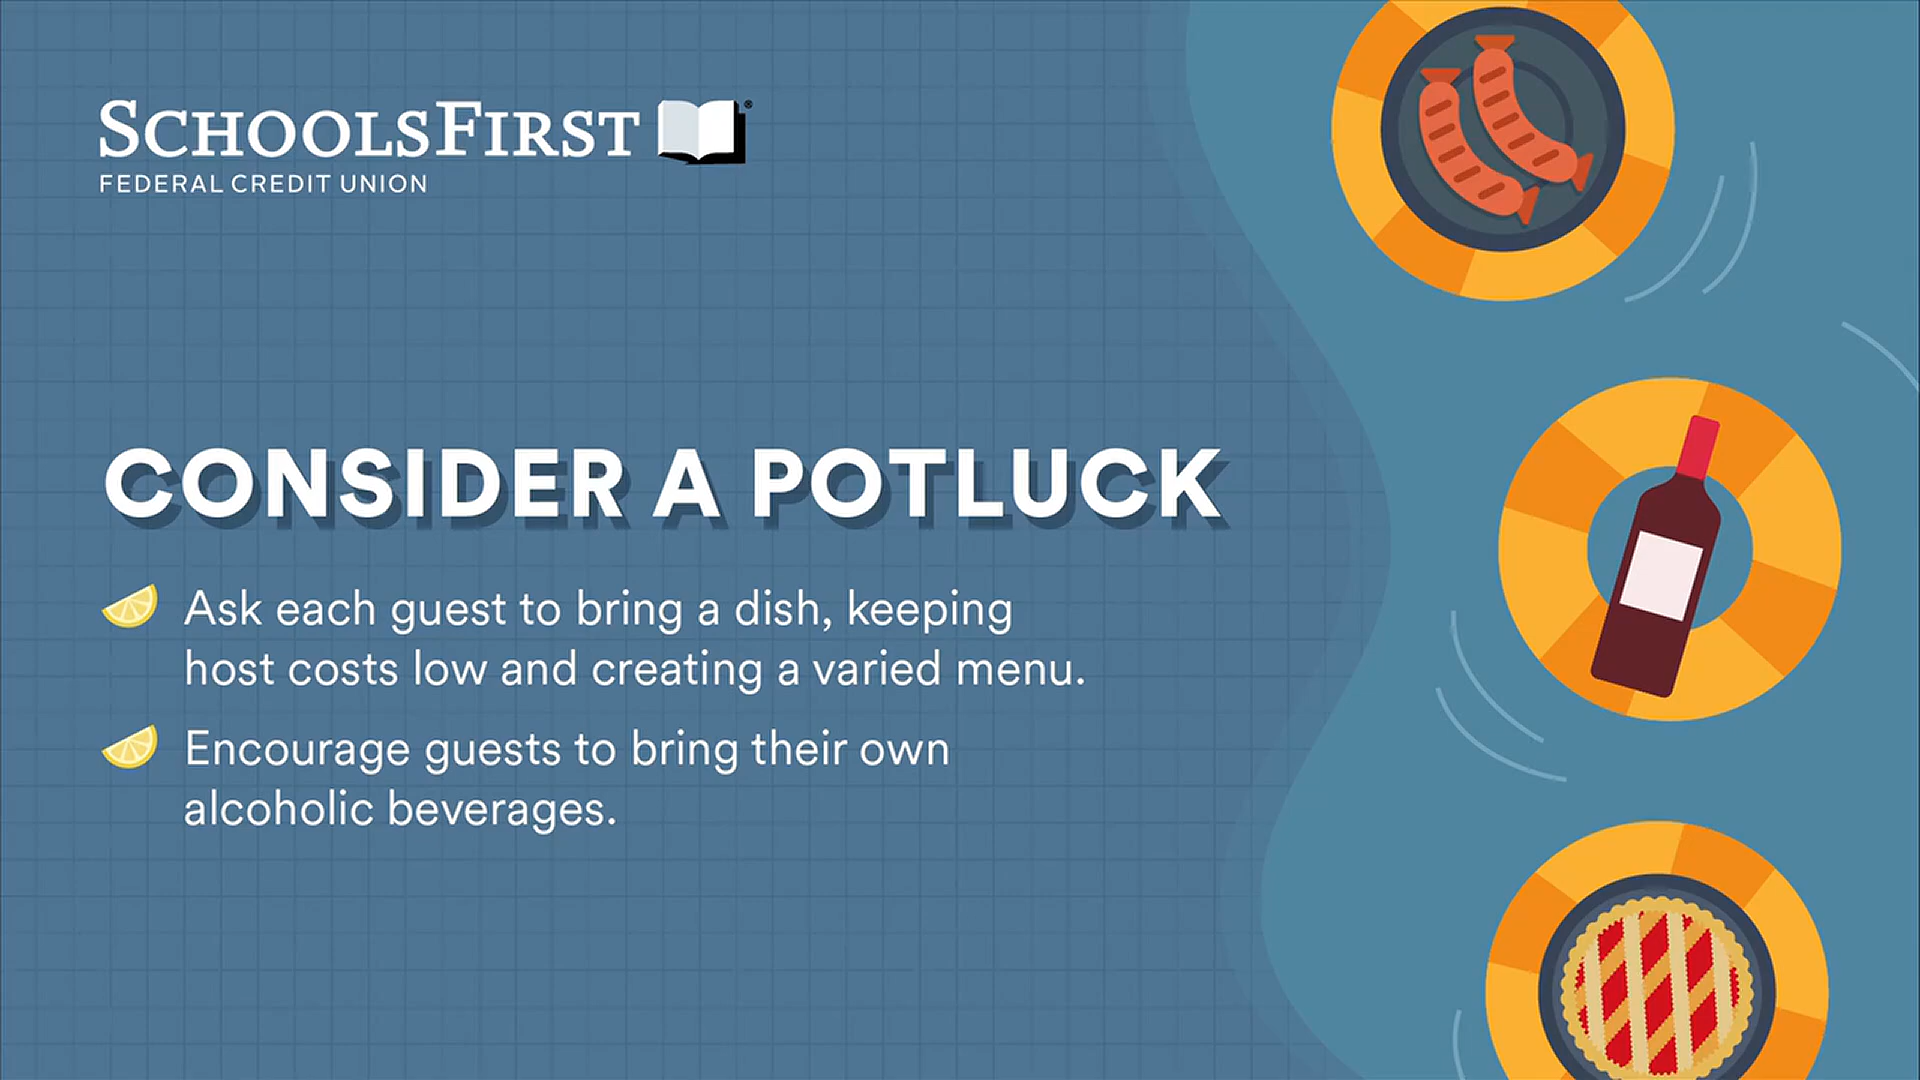 SCHOOLSFIRST ®
FEDERAL CREDIT UNION
CONSIDER A POTLUCK
Ask each guest to bring a dish, keeping
host costs low and creating a varied menu.
Encourage guests to bring their own
alcoholic beverages.